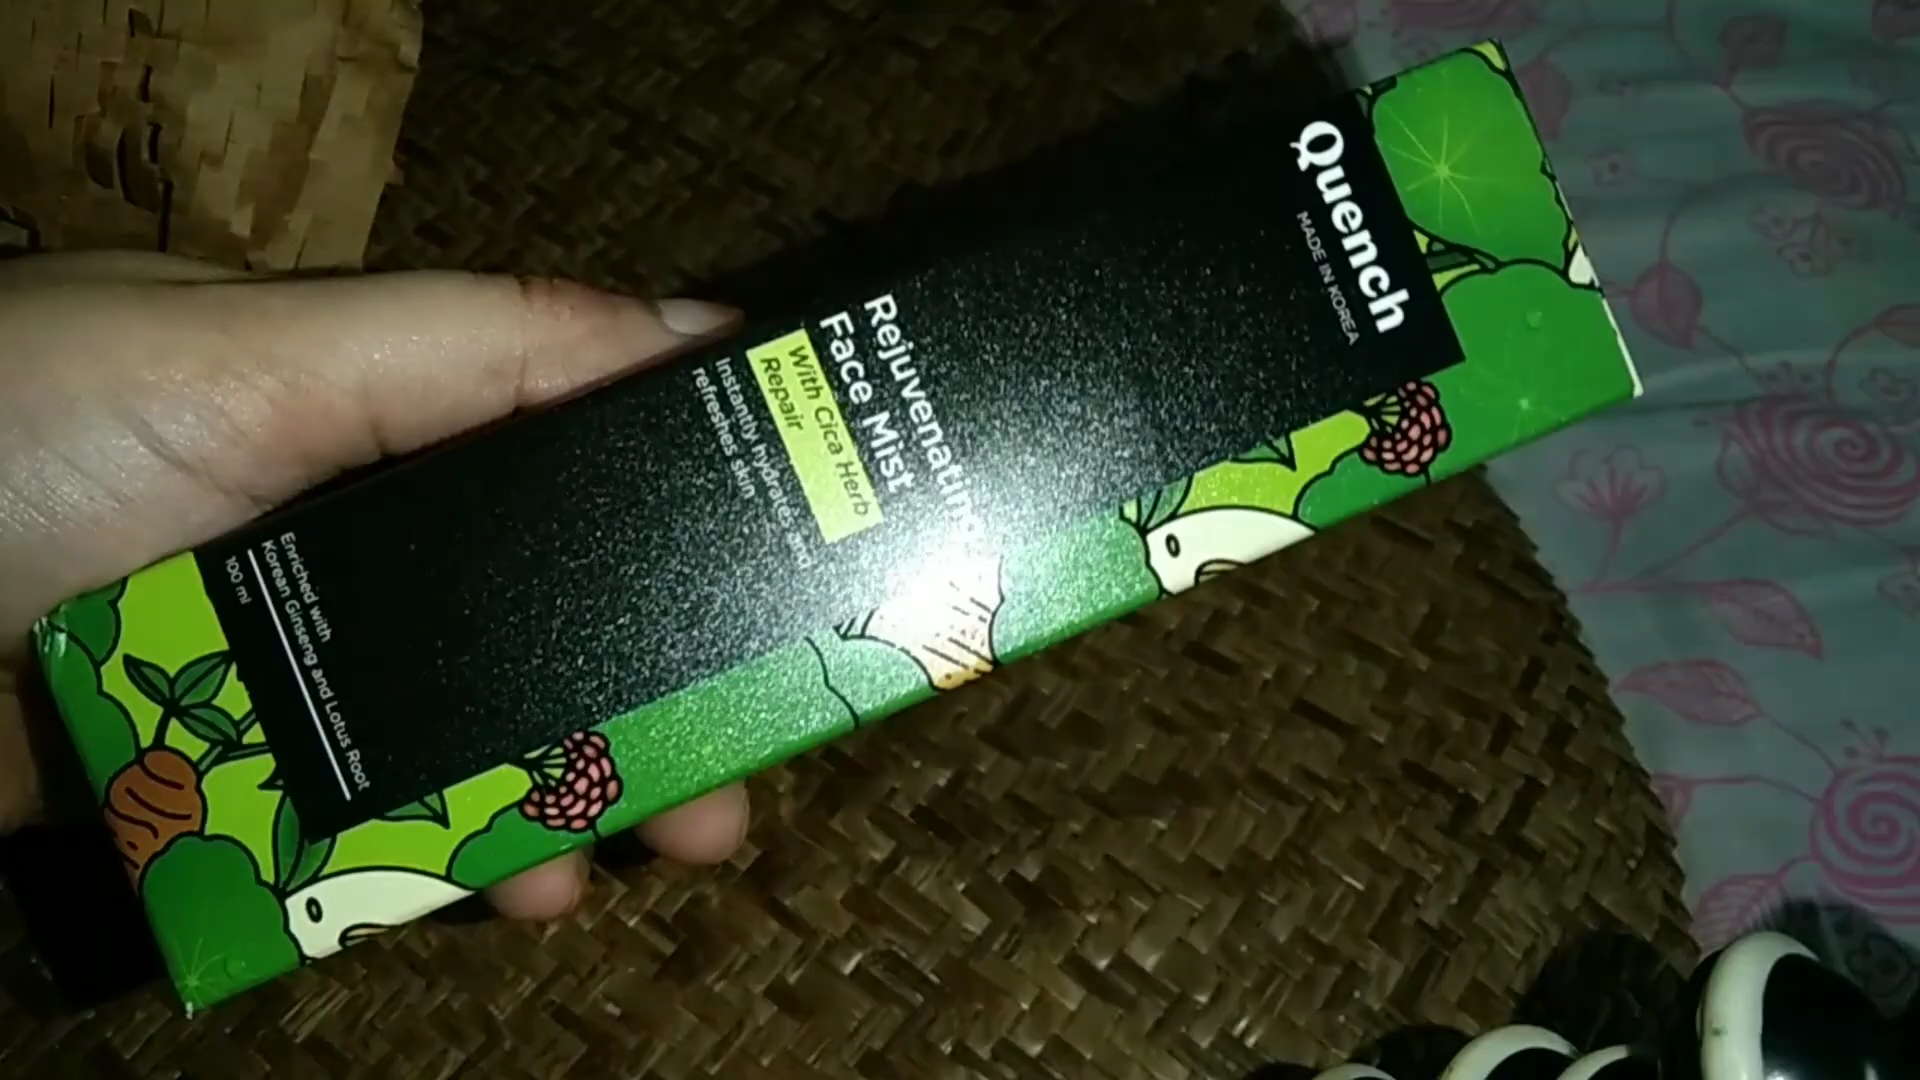 Quench
MADE IN KOREA
Rejuvenating
Face Mist
With Cica Herb
Repair
Instantly hydrates and
refreshes skin
Enriched with
Korean Ginseng and Lotus Root
100 ml